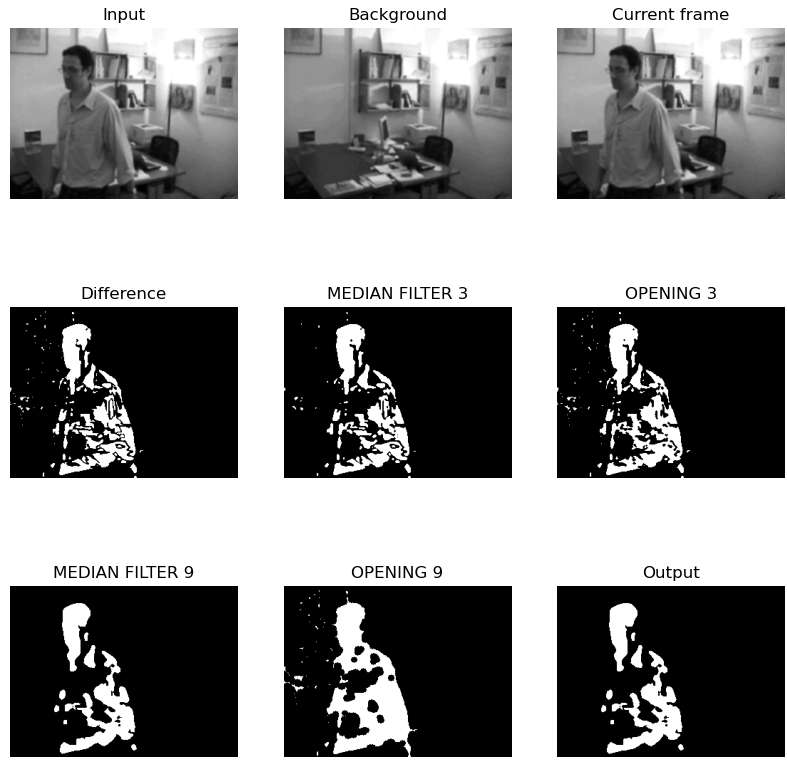 Input
Background
Current frame
Difference
MEDIAN FILTER 3
OPENING 3
MEDIAN FILTER 9
OPENING 9
Output